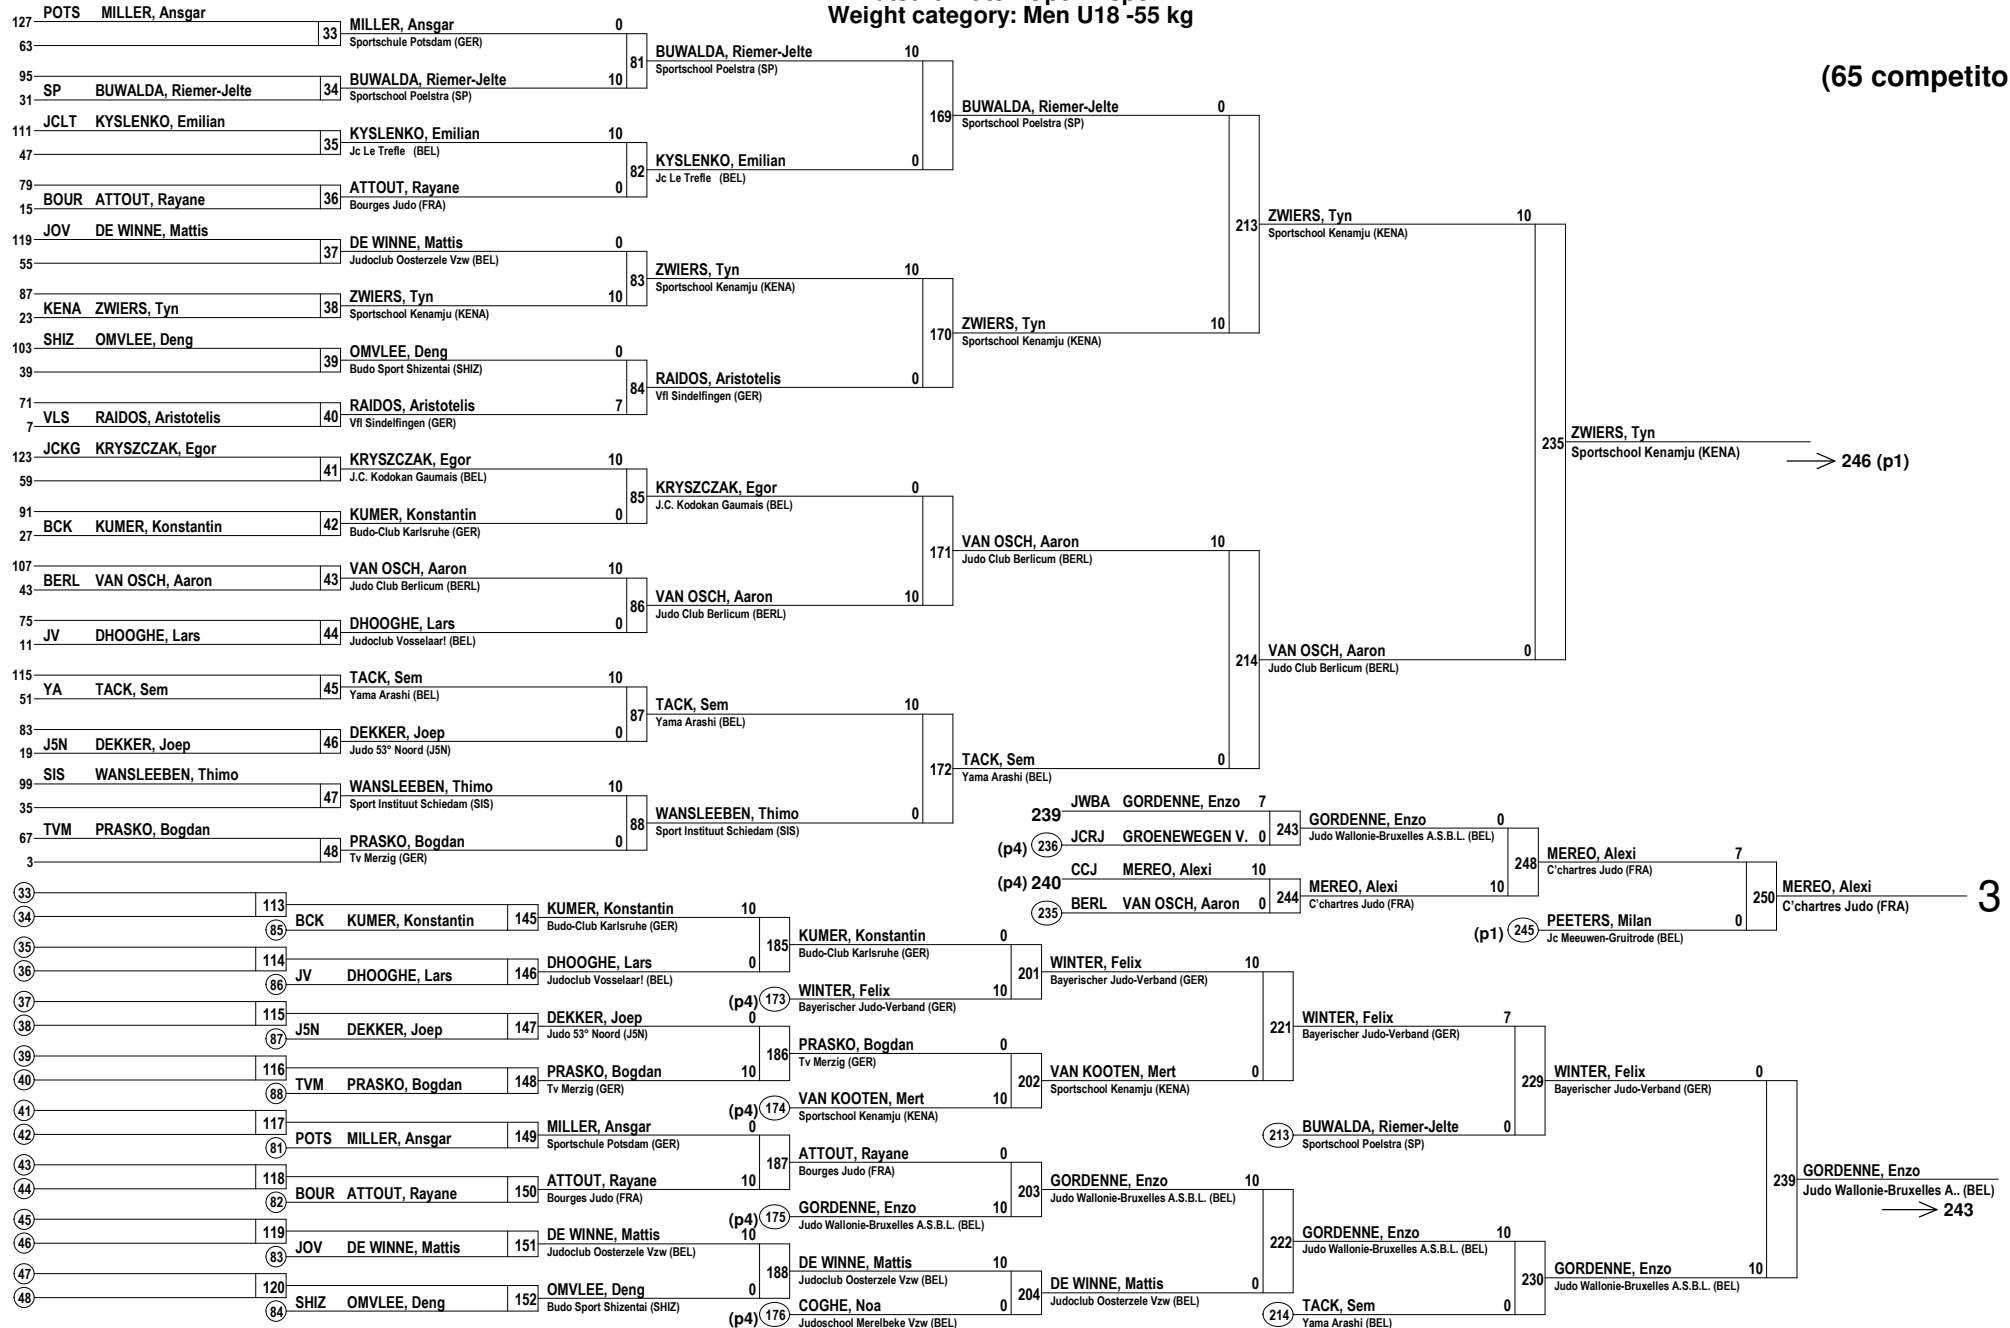 Weight category: Men U18 -55 kg
(65 competito
127 POTS MILLER, Ansgar
63
33 MILLER, Ansgar 0
Sportschule Potsdam (GER)
95
31 SP BUWALDA, Riemer-Jelte
34 BUWALDA, Riemer-Jelte 10
Sportschool Poelstra (SP)
111 JCLT KYSLENKO, Emilian
47
35 KYSLENKO, Emilian 10
Jc Le Trefle (BEL)
79
15 BOUR ATTOUT, Rayane
36 ATTOUT, Rayane 0
Bourges Judo (FRA)
119 JOV DE WINNE, Mattis
55
37 DE WINNE, Mattis 0
Judoclub Oosterzele Vzw (BEL)
87
23 KENA ZWIERS, Tyn
38 ZWIERS, Tyn 10
Sportschool Kenamju (KENA)
103 SHIZ OMVLEE, Deng
39
39 OMVLEE, Deng 0
Budo Sport Shizentai (SHIZ)
71
7 VLS RAIDOS, Aristotelis
40 RAIDOS, Aristotelis 7
Vfl Sindelfingen (GER)
123 JCKG KRYSZCZAK, Egor
59
41 KRYSZCZAK, Egor 10
J.C. Kodokan Gaumais (BEL)
91
27 BCK KUMER, Konstantin
42 KUMER, Konstantin 0
Budo-Club Karlsruhe (GER)
107
43 BERL VAN OSCH, Aaron
43 VAN OSCH, Aaron 10
Judo Club Berlicum (BERL)
75
11 JV DHOOGHE, Lars
44 DHOOGHE, Lars 0
Judoclub Vosselaar! (BEL)
115
51 YA TACK, Sem
45 TACK, Sem 10
Yama Arashi (BEL)
83
19 J5N DEKKER, Joep
46 DEKKER, Joep 0
Judo 53° Noord (J5N)
99 SIS WANSLEEBEN, Thimo
35
47 WANSLEEBEN, Thimo 10
Sport Instituut Schiedam (SIS)
67 TVM PRASKO, Bogdan
3
48 PRASKO, Bogdan 0
Tv Merzig (GER)
81 BUWALDA, Riemer-Jelte 10
Sportschool Poelstra (SP)
82 KYSLENKO, Emilian 0
Jc Le Trefle (BEL)
83 ZWIERS, Tyn 10
Sportschool Kenamju (KENA)
84 RAIDOS, Aristotelis 0
Vfl Sindelfingen (GER)
85 KRYSZCZAK, Egor 0
J.C. Kodokan Gaumais (BEL)
86 VAN OSCH, Aaron 10
Judo Club Berlicum (BERL)
87 TACK, Sem 10
Yama Arashi (BEL)
88 WANSLEEBEN, Thimo 0
Sport Instituut Schiedam (SIS)
169 BUWALDA, Riemer-Jelte 0
Sportschool Poelstra (SP)
170 ZWIERS, Tyn 10
Sportschool Kenamju (KENA)
171 VAN OSCH, Aaron 10
Judo Club Berlicum (BERL)
172 TACK, Sem 0
Yama Arashi (BEL)
213 ZWIERS, Tyn 10
Sportschool Kenamju (KENA)
214 VAN OSCH, Aaron 0
Judo Club Berlicum (BERL)
235 ZWIERS, Tyn
Sportschool Kenamju (KENA)
246 (p1)
239 JWBA GORDENNE, Enzo 7
(p4) 236 JCRJ GROENEWEGEN V. 0
243 GORDENNE, Enzo 0
Judo Wallonie-Bruxelles A.S.B.L. (BEL)
(p4) 240 CCJ MEREO, Alexi 10
235 BERL VAN OSCH, Aaron 0
244 MEREO, Alexi 10
C'chartres Judo (FRA)
248 MEREO, Alexi 7
C'chartres Judo (FRA)
(p1) 245 PEETERS, Milan 0
Jc Meeuwen-Gruitrode (BEL)
250 MEREO, Alexi
C'chartres Judo (FRA)
3
33
34
113
85 BCK KUMER, Konstantin
145 KUMER, Konstantin 10
Budo-Club Karlsruhe (GER)
35
36
114
86 JV DHOOGHE, Lars
146 DHOOGHE, Lars 0
Judoclub Vosselaar! (BEL)
37
38
115
87 J5N DEKKER, Joep
147 DEKKER, Joep 0
Judo 53° Noord (J5N)
39
40
116
88 TVM PRASKO, Bogdan
148 PRASKO, Bogdan 10
Tv Merzig (GER)
41
42
117
81 POTS MILLER, Ansgar
149 MILLER, Ansgar 0
Sportschule Potsdam (GER)
43
44
118
82 BOUR ATTOUT, Rayane
150 ATTOUT, Rayane 10
Bourges Judo (FRA)
45
46
119
83 JOV DE WINNE, Mattis
151 DE WINNE, Mattis 10
Judoclub Oosterzele Vzw (BEL)
47
48
120
84 SHIZ OMVLEE, Deng
152 OMVLEE, Deng 0
Budo Sport Shizentai (SHIZ)
185 KUMER, Konstantin 0
Budo-Club Karlsruhe (GER)
(p4) 173 WINTER, Felix 10
Bayerischer Judo-Verband (GER)
186 PRASKO, Bogdan 0
Tv Merzig (GER)
(p4) 174 VAN KOOTEN, Mert 10
Sportschool Kenamju (KENA)
187 ATTOUT, Rayane 0
Bourges Judo (FRA)
(p4) 175 GORDENNE, Enzo 10
Judo Wallonie-Bruxelles A.S.B.L. (BEL)
188 DE WINNE, Mattis 10
Judoclub Oosterzele Vzw (BEL)
(p4) 176 COGHE, Noa 0
Judoschool Merelbeke Vzw (BEL)
201 WINTER, Felix 10
Bayerischer Judo-Verband (GER)
202 VAN KOOTEN, Mert 0
Sportschool Kenamju (KENA)
203 GORDENNE, Enzo 10
Judo Wallonie-Bruxelles A.S.B.L. (BEL)
204 DE WINNE, Mattis 0
Judoclub Oosterzele Vzw (BEL)
221 WINTER, Felix 7
Bayerischer Judo-Verband (GER)
213 BUWALDA, Riemer-Jelte 0
Sportschool Poelstra (SP)
222 GORDENNE, Enzo 10
Judo Wallonie-Bruxelles A.S.B.L. (BEL)
214 TACK, Sem 0
Yama Arashi (BEL)
229 WINTER, Felix 0
Bayerischer Judo-Verband (GER)
230 GORDENNE, Enzo 10
Judo Wallonie-Bruxelles A.S.B.L. (BEL)
239 GORDENNE, Enzo
Judo Wallonie-Bruxelles A.. (BEL)
243